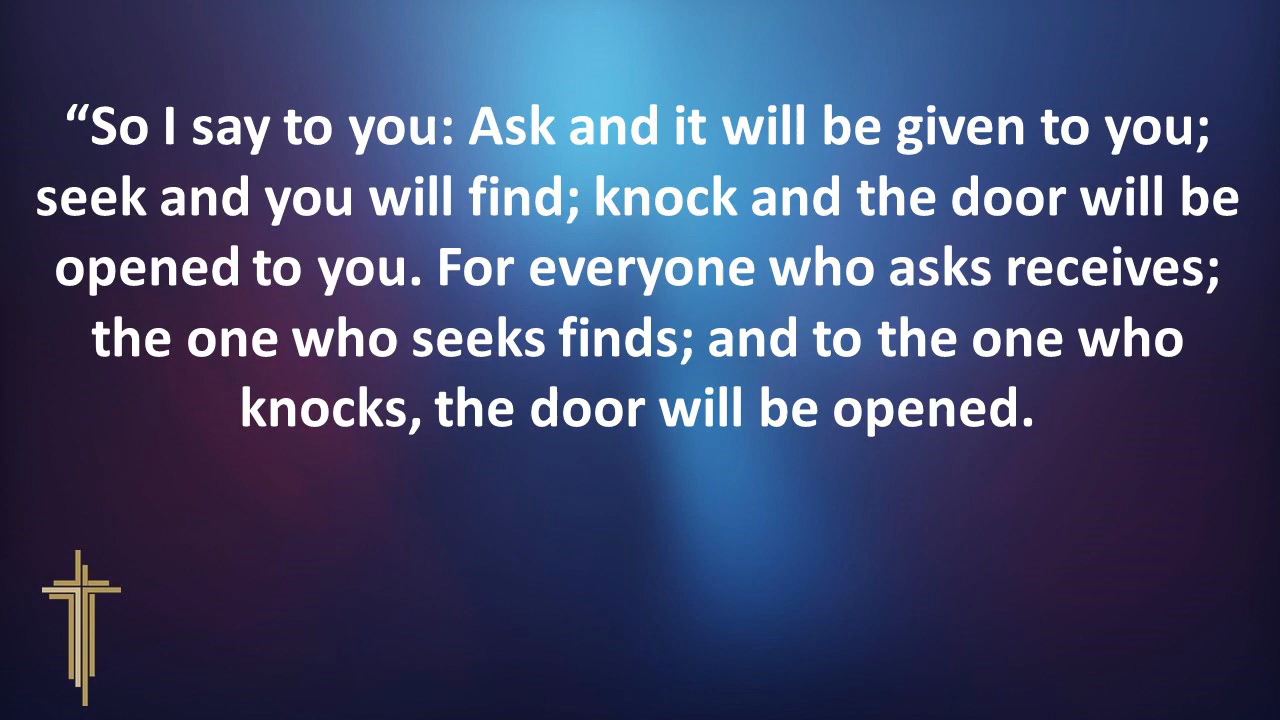 “So I say to you: Ask and it will be given to you;
seek and you will find; knock and the door will be
opened to you. For everyone who asks receives;
the one who seeks finds; and to the one who
knocks, the door will be opened.